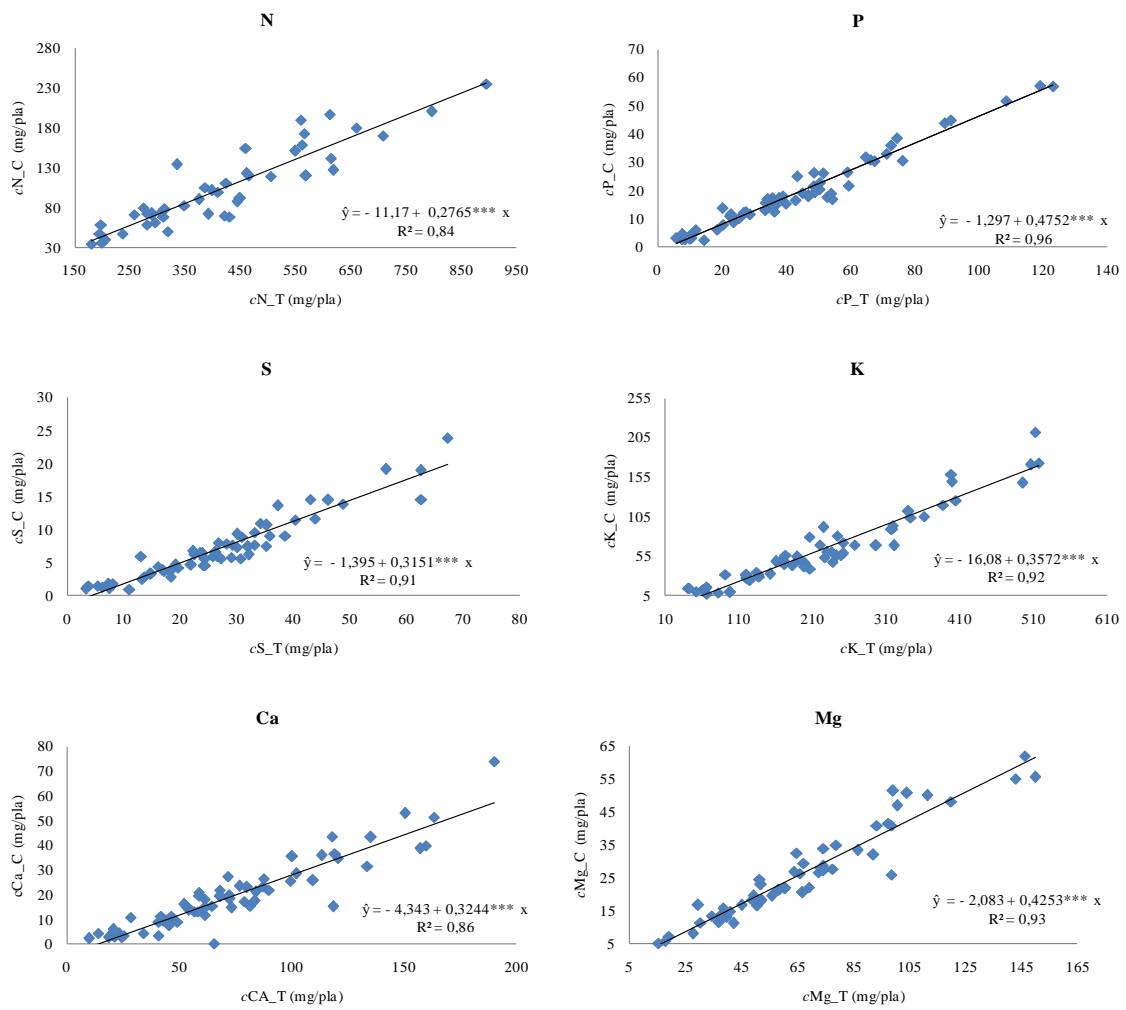 N
280
230
180
130
80
30
cN_C (mg/pla)
ŷ = - 11,17 + 0,2765*** x
R² = 0,84
150 250 350 450 550 650 750 850 950
cN_T (mg/pla)
P
70
60
50
40
30
20
10
0
cP_C (mg/pla)
ŷ = - 1,297 + 0,4752*** x
R² = 0,96
0 20 40 60 80 100 120 140
cP_T (mg/pla)
S
30
25
20
15
10
5
0
cS_C (mg/pla)
ŷ = - 1,395 + 0,3151*** x
R² = 0,91
0 10 20 30 40 50 60 70 80
cS_T (mg/pla)
K
255
205
155
105
55
5
cK_C (mg/pla)
ŷ = - 16,08 + 0,3572*** x
R² = 0,92
10 110 210 310 410 510 610
cK_T (mg/pla)
Ca
80
70
60
50
40
30
20
10
0
cCa_C (mg/pla)
ŷ = - 4,343 + 0,3244*** x
R² = 0,86
0 50 100 150 200
cCA_T (mg/pla)
Mg
65
55
45
35
25
15
5
cMg_C (mg/pla)
ŷ = - 2,083 + 0,4253*** x
R² = 0,93
5 25 45 65 85 105 125 145 165
cMg_T (mg/pla)